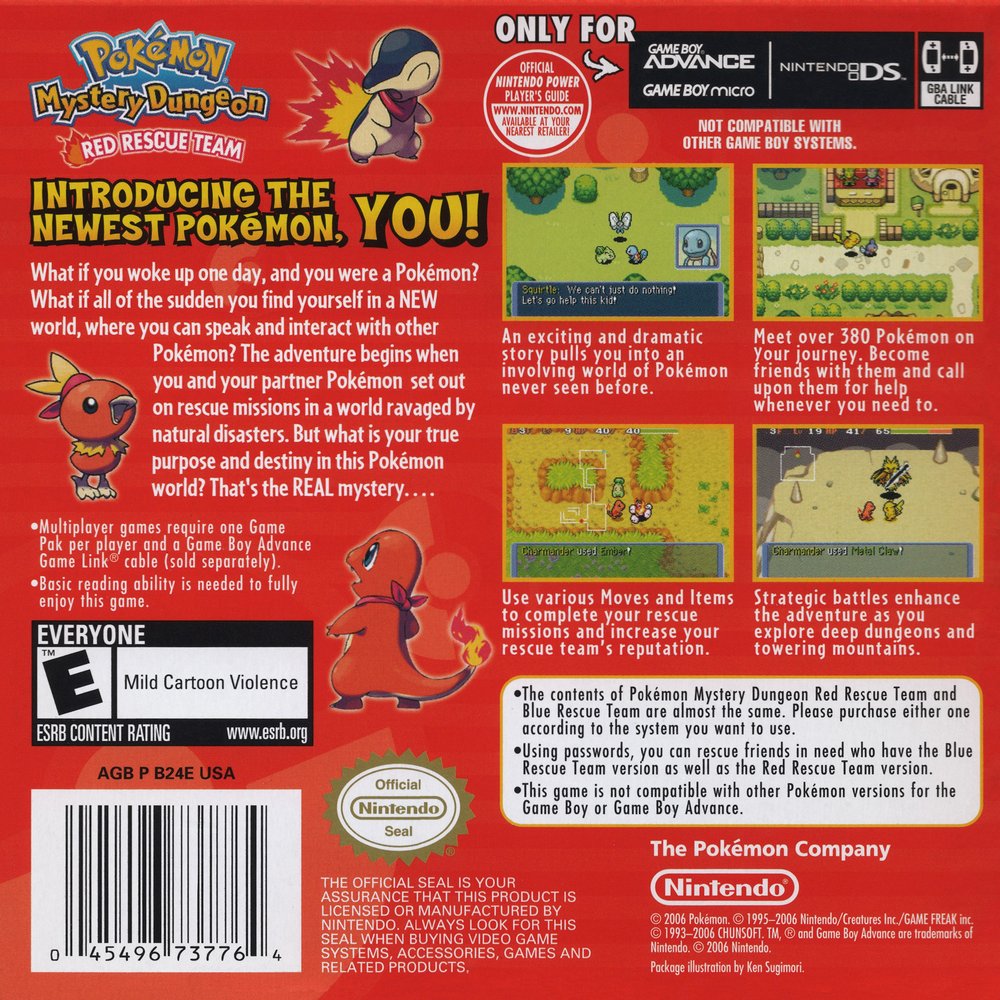 POKéMON
Mystery Dungeon
RED RESCUE TEAM
INTRODUCING THE
NEWEST POKéMON, YOU!
What if you woke up one day, and you were a Pokémon?
What if all of the sudden you find yourself in a NEW
world, where you can speak and interact with other
Pokémon? The adventure begins when
you and your partner Pokémon set out
on rescue missions in a world ravaged by
natural disasters. But what is your true
purpose and destiny in this Pokémon
world? That's the REAL mystery....
•Multiplayer games require one Game
Pak per player and a Game Boy Advance
Game Link® cable (sold separately).
•Basic reading ability is needed to fully
enjoy this game.
EVERYONE
E
TM
Mild Cartoon Violence
ESRB CONTENT RATING www.esrb.org
AGB P B24E USA
0 45496 73776 4
Official
Nintendo
Seal
THE OFFICIAL SEAL IS YOUR
ASSURANCE THAT THIS PRODUCT IS
LICENSED OR MANUFACTURED BY
NINTENDO. ALWAYS LOOK FOR THIS
SEAL WHEN BUYING VIDEO GAME
SYSTEMS, ACCESSORIES, GAMES AND
RELATED PRODUCTS.
ONLY FOR
OFFICIAL
NINTENDO POWER
PLAYER'S GUIDE
WWW.NINTENDO.COM
AVAILABLE AT YOUR
NEAREST RETAILER!
GAME BOY ADVANCE
GAME BOY micro
NINTENDO DS™
GBA LINK
CABLE
NOT COMPATIBLE WITH
OTHER GAME BOY SYSTEMS.
Squirtle: We can't just do nothing!
Let's go help this kid!
An exciting and dramatic
story pulls you into an
involving world of Pokémon
never seen before.
Meet over 380 Pokémon on
your journey. Become
friends with them and call
upon them for help
whenever you need to.
3F Lv 9 HP 40/ 40
Charmander used Ember!
Use various Moves and Items
to complete your rescue
missions and increase your
rescue team's reputation.
3F Lv 19 HP 41/ 65
Charmander used Metal Claw!
Strategic battles enhance
the adventure as you
explore deep dungeons and
towering mountains.
•The contents of Pokémon Mystery Dungeon Red Rescue Team and
Blue Rescue Team are almost the same. Please purchase either one
according to the system you want to use.
•Using passwords, you can rescue friends in need who have the Blue
Rescue Team version as well as the Red Rescue Team version.
•This game is not compatible with other Pokémon versions for the
Game Boy or Game Boy Advance.
The Pokémon Company
Nintendo®
© 2006 Pokémon. © 1995–2006 Nintendo/Creatures Inc./GAME FREAK inc.
© 1993–2006 CHUNSOFT. TM, ® and Game Boy Advance are trademarks of
Nintendo. © 2006 Nintendo.
Package illustration by Ken Sugimori.